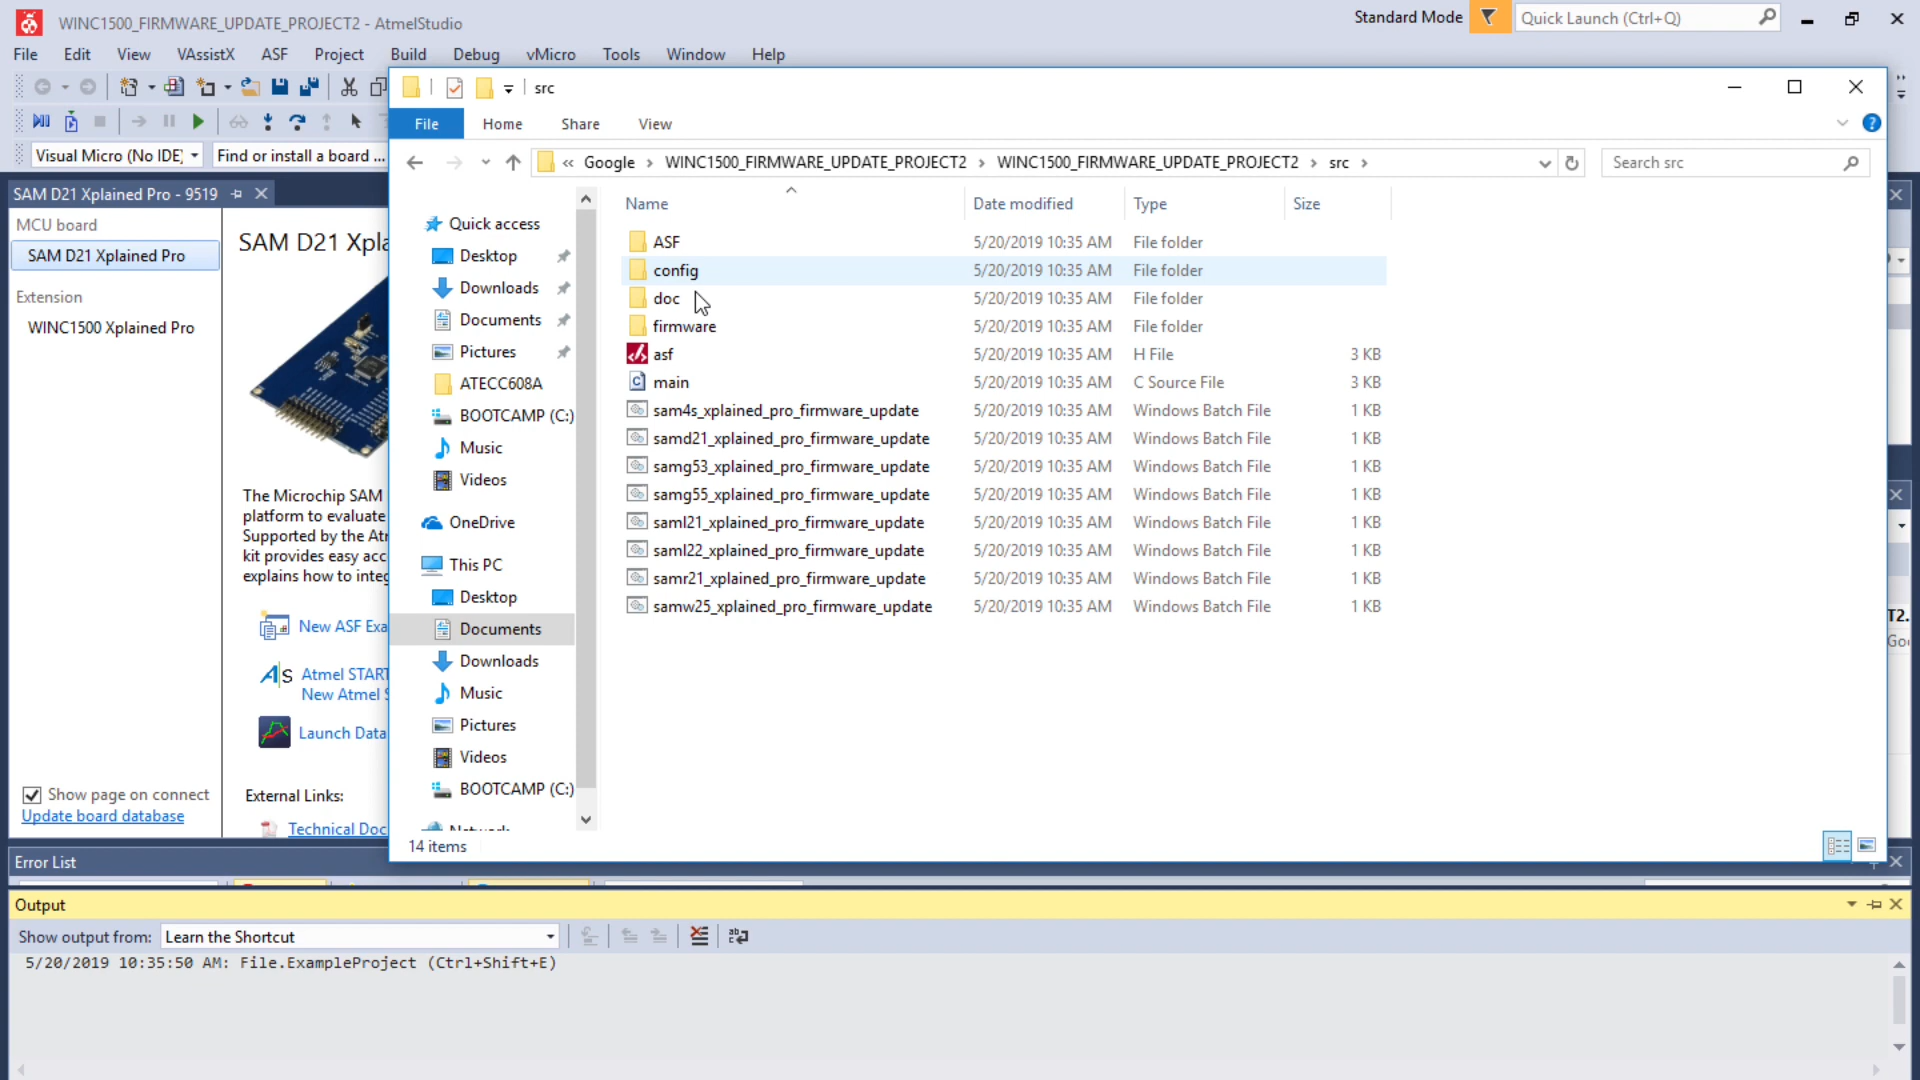 WINC1500_FIRMWARE_UPDATE_PROJECT2 - AtmelStudio
Standard Mode
Quick Launch (Ctrl+Q)
File Edit View VAssistX ASF Project Build Debug vMicro Tools Window Help
Visual Micro (No IDE)
Find or install a board ...
SAM D21 Xplained Pro - 9519
MCU board
SAM D21 Xplained Pro
Extension
WINC1500 Xplained Pro
Show page on connect
Update board database
SAM D21 Xpla
The Microchip SAM
platform to evaluate
Supported by the Atr
kit provides easy acc
explains how to integ
New ASF Exa
AS Atmel START
New Atmel S
Launch Data
External Links:
Technical Doc
src
File Home Share View
« Google › WINC1500_FIRMWARE_UPDATE_PROJECT2 › WINC1500_FIRMWARE_UPDATE_PROJECT2 › src ›
Search src
Quick access
Desktop
Downloads
Documents
Pictures
ATECC608A
BOOTCAMP (C:)
Music
Videos
OneDrive
This PC
Desktop
Documents
Downloads
Music
Pictures
Videos
BOOTCAMP (C:)
Network
Name Date modified Type Size
ASF 5/20/2019 10:35 AM File folder
config 5/20/2019 10:35 AM File folder
doc 5/20/2019 10:35 AM File folder
firmware 5/20/2019 10:35 AM File folder
asf 5/20/2019 10:35 AM H File 3 KB
main 5/20/2019 10:35 AM C Source File 3 KB
sam4s_xplained_pro_firmware_update 5/20/2019 10:35 AM Windows Batch File 1 KB
samd21_xplained_pro_firmware_update 5/20/2019 10:35 AM Windows Batch File 1 KB
samg53_xplained_pro_firmware_update 5/20/2019 10:35 AM Windows Batch File 1 KB
samg55_xplained_pro_firmware_update 5/20/2019 10:35 AM Windows Batch File 1 KB
saml21_xplained_pro_firmware_update 5/20/2019 10:35 AM Windows Batch File 1 KB
saml22_xplained_pro_firmware_update 5/20/2019 10:35 AM Windows Batch File 1 KB
samr21_xplained_pro_firmware_update 5/20/2019 10:35 AM Windows Batch File 1 KB
samw25_xplained_pro_firmware_update 5/20/2019 10:35 AM Windows Batch File 1 KB
14 items
T2.
Goo
Error List
Output
Show output from: Learn the Shortcut
5/20/2019 10:35:50 AM: File.ExampleProject (Ctrl+Shift+E)